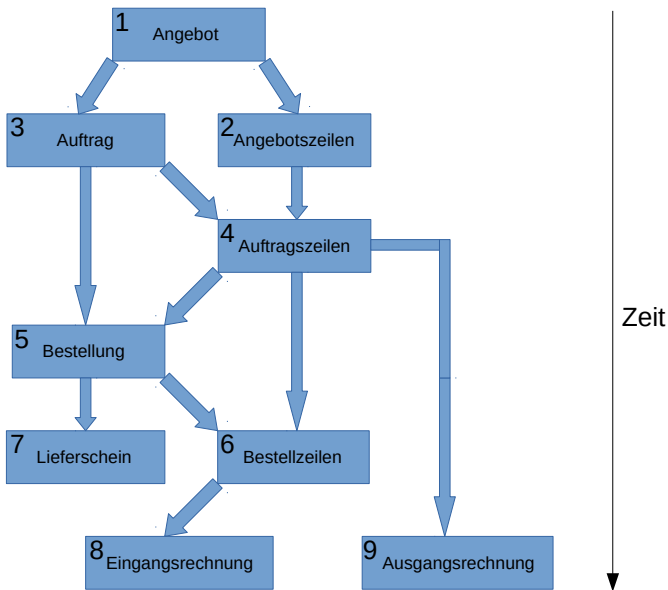 1 Angebot
3 Auftrag
2 Angebotszeilen
4 Auftragszeilen
Zeit
5 Bestellung
7 Lieferschein
6 Bestellzeilen
8 Eingangsrechnung
9 Ausgangsrechnung